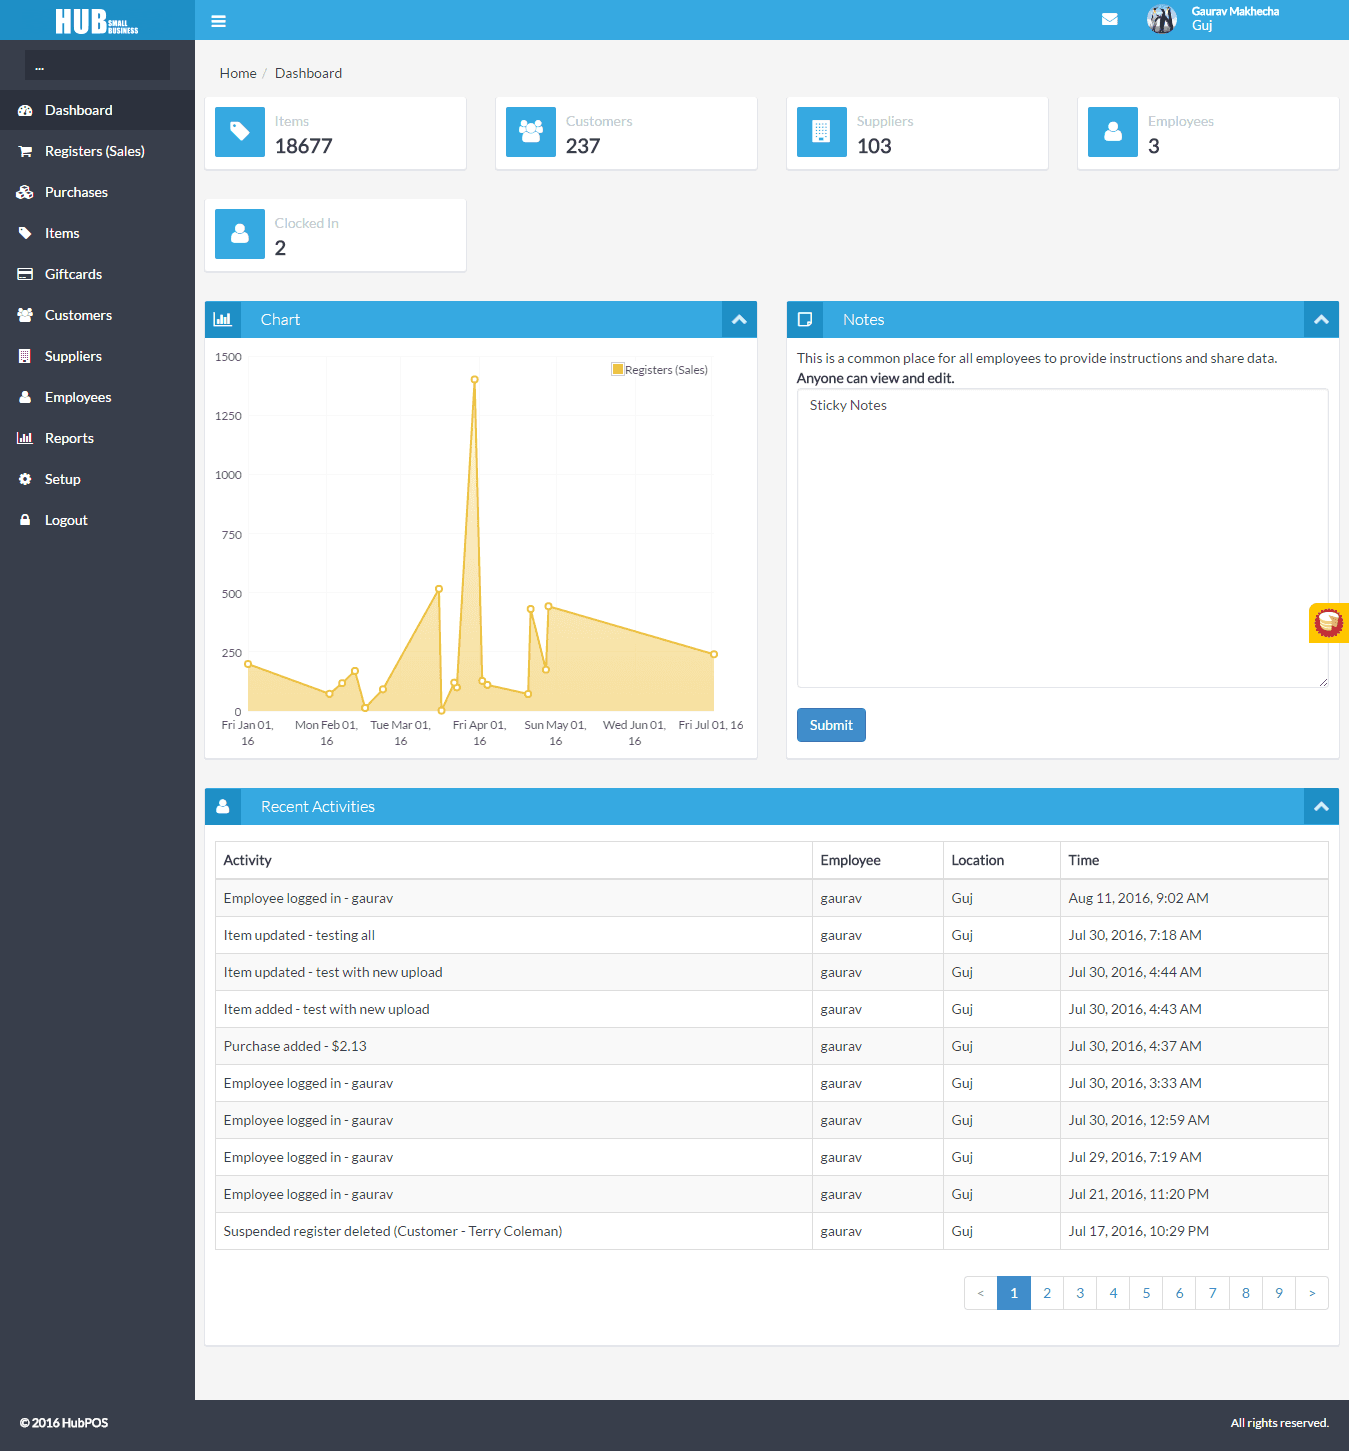 HUB SMALL BUSINESS
Gaurav Makhecha
Guj
...
Dashboard
Registers (Sales)
Purchases
Items
Giftcards
Customers
Suppliers
Employees
Reports
Setup
Logout
Home / Dashboard
Items
18677
Customers
237
Suppliers
103
Employees
3
Clocked In
2
Chart
1500
1250
1000
750
500
250
0
Registers (Sales)
Fri Jan 01, 16
Mon Feb 01, 16
Tue Mar 01, 16
Fri Apr 01, 16
Sun May 01, 16
Wed Jun 01, 16
Fri Jul 01, 16
Notes
This is a common place for all employees to provide instructions and share data.
Anyone can view and edit.
Sticky Notes
Submit
Recent Activities
Activity Employee Location Time
Employee logged in - gaurav gaurav Guj Aug 11, 2016, 9:02 AM
Item updated - testing all gaurav Guj Jul 30, 2016, 7:18 AM
Item updated - test with new upload gaurav Guj Jul 30, 2016, 4:44 AM
Item added - test with new upload gaurav Guj Jul 30, 2016, 4:43 AM
Purchase added - $2.13 gaurav Guj Jul 30, 2016, 4:37 AM
Employee logged in - gaurav gaurav Guj Jul 30, 2016, 3:33 AM
Employee logged in - gaurav gaurav Guj Jul 30, 2016, 12:59 AM
Employee logged in - gaurav gaurav Guj Jul 29, 2016, 7:19 AM
Employee logged in - gaurav gaurav Guj Jul 21, 2016, 11:20 PM
Suspended register deleted (Customer - Terry Coleman) gaurav Guj Jul 17, 2016, 10:29 PM
< 1 2 3 4 5 6 7 8 9 >
© 2016 HubPOS
All rights reserved.